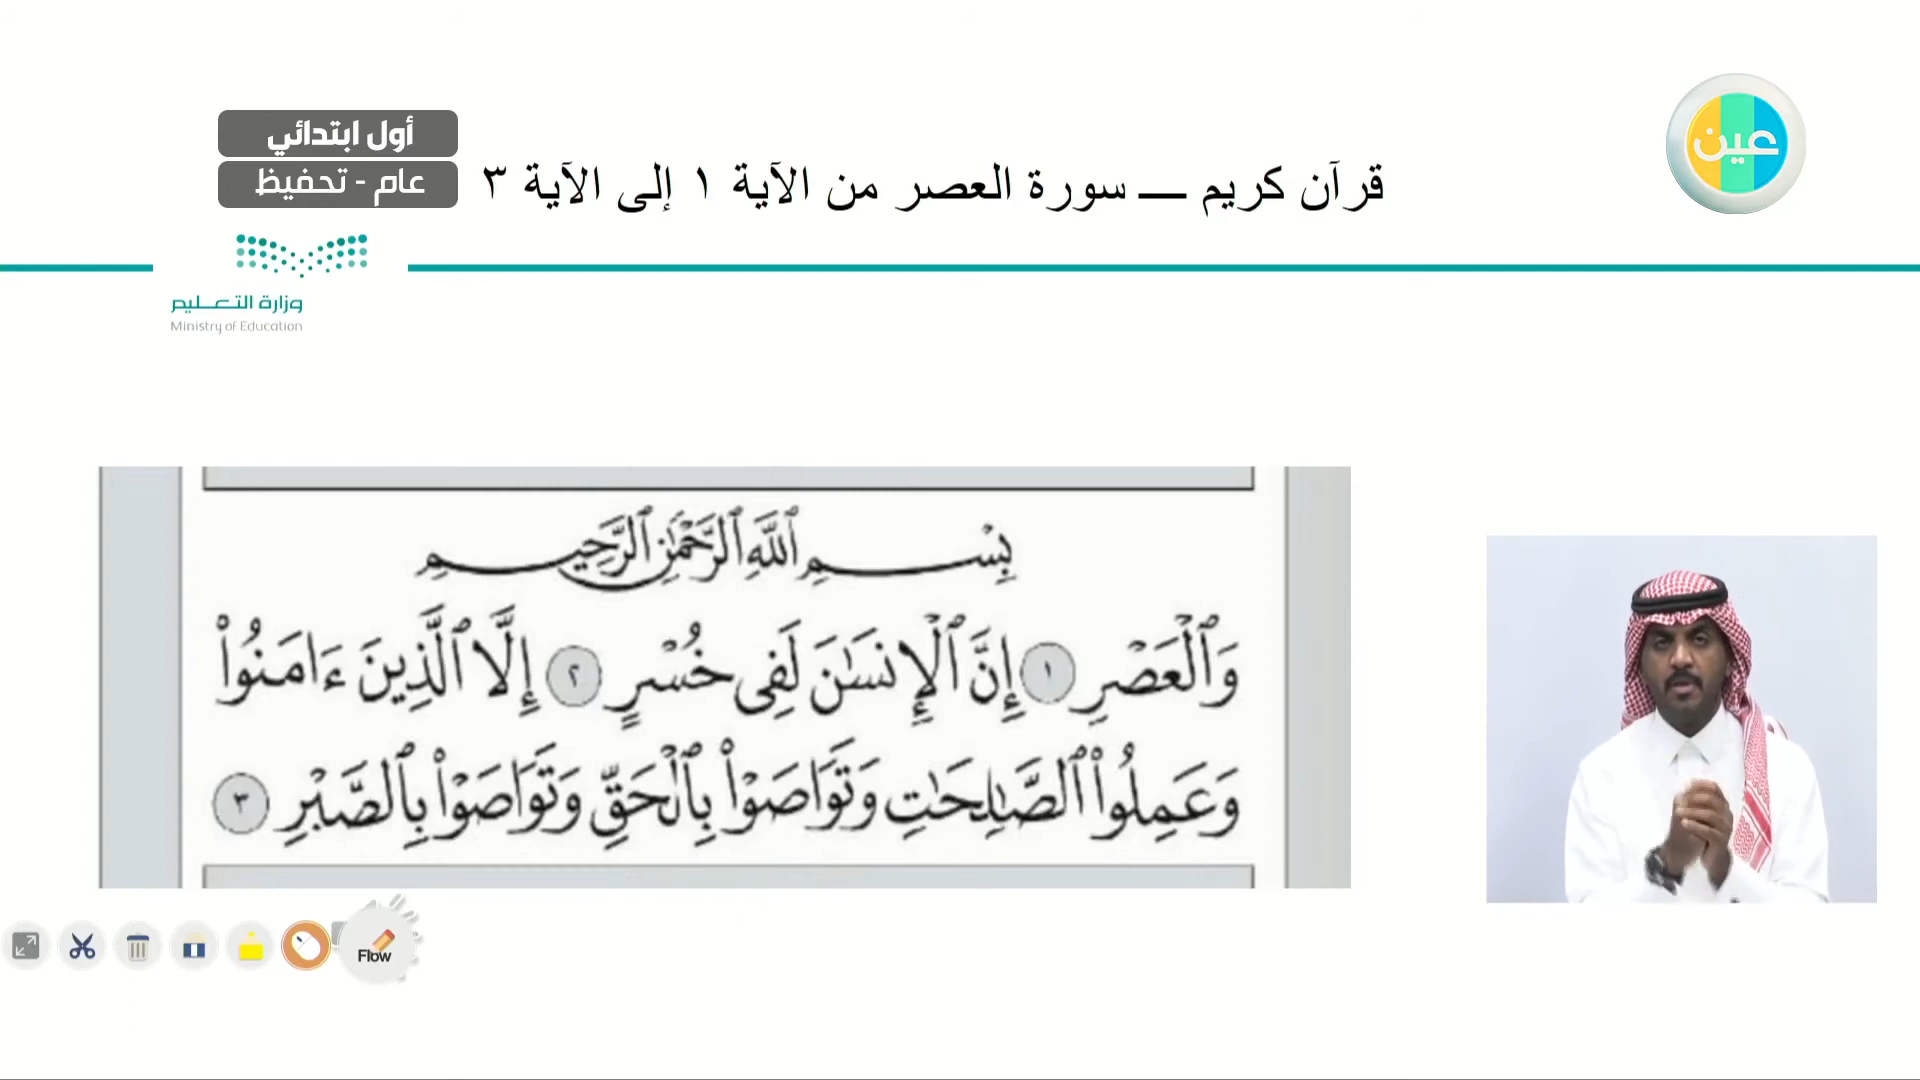 أول ابتدائي
عام - تحفيظ
قرآن كريم — سورة العصر من الآية ١ إلى الآية ٣
عين
وزارة التعليم
Ministry of Education
بِسْمِ ٱللَّهِ ٱلرَّحْمَٰنِ ٱلرَّحِيمِ
وَٱلْعَصْرِ ١ إِنَّ ٱلْإِنسَٰنَ لَفِى خُسْرٍ ٢ إِلَّا ٱلَّذِينَ ءَامَنُوا۟
وَعَمِلُوا۟ ٱلصَّٰلِحَٰتِ وَتَوَاصَوْا۟ بِٱلْحَقِّ وَتَوَاصَوْا۟ بِٱلصَّبْرِ ٣
Flow